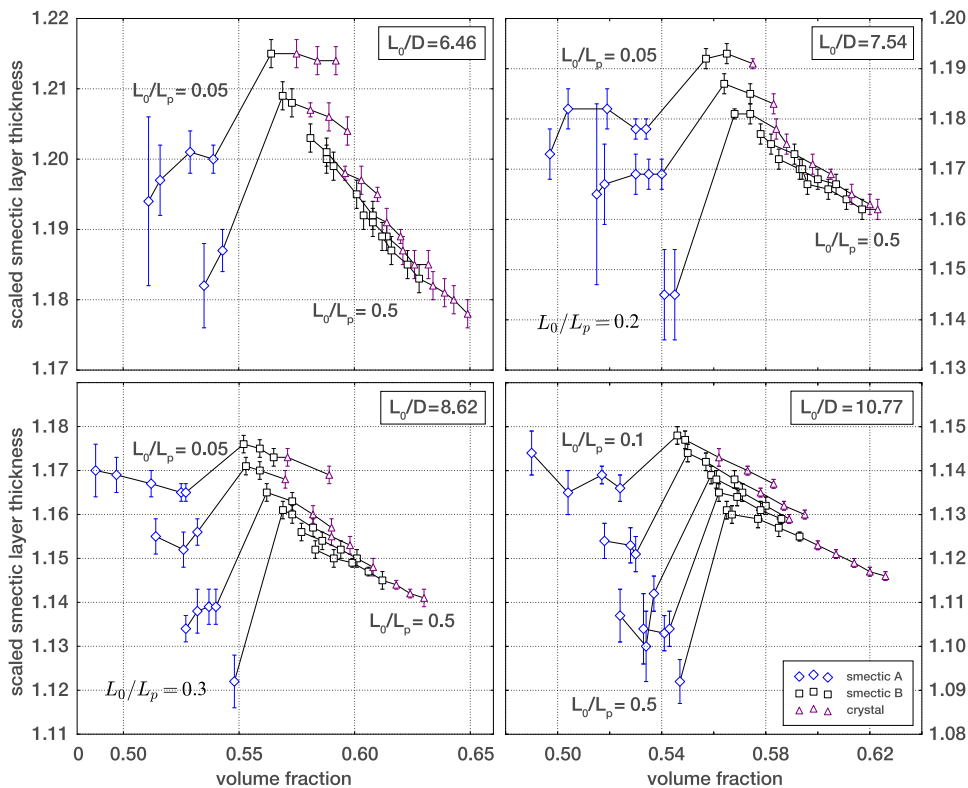 1.22
1.21
1.20
1.19
1.18
1.17
scaled smectic layer thickness
L₀/D=6.46
L₀/Lₚ= 0.05
L₀/Lₚ= 0.5
1.20
1.19
1.18
1.17
1.16
1.15
1.14
1.13
L₀/D=7.54
L₀/Lₚ= 0.05
L₀/Lₚ= 0.5
L₀/Lₚ = 0.2
1.18
1.17
1.16
1.15
1.14
1.13
1.12
1.11
scaled smectic layer thickness
L₀/D=8.62
L₀/Lₚ= 0.05
L₀/Lₚ= 0.5
L₀/Lₚ = 0.3
0 0.50 0.55 0.60 0.65
volume fraction
L₀/D= 10.77
L₀/Lₚ= 0.1
L₀/Lₚ= 0.5
smectic A
smectic B
crystal
1.17
1.16
1.15
1.14
1.13
1.12
1.11
1.10
1.09
1.08
0.50 0.54 0.58 0.62
volume fraction